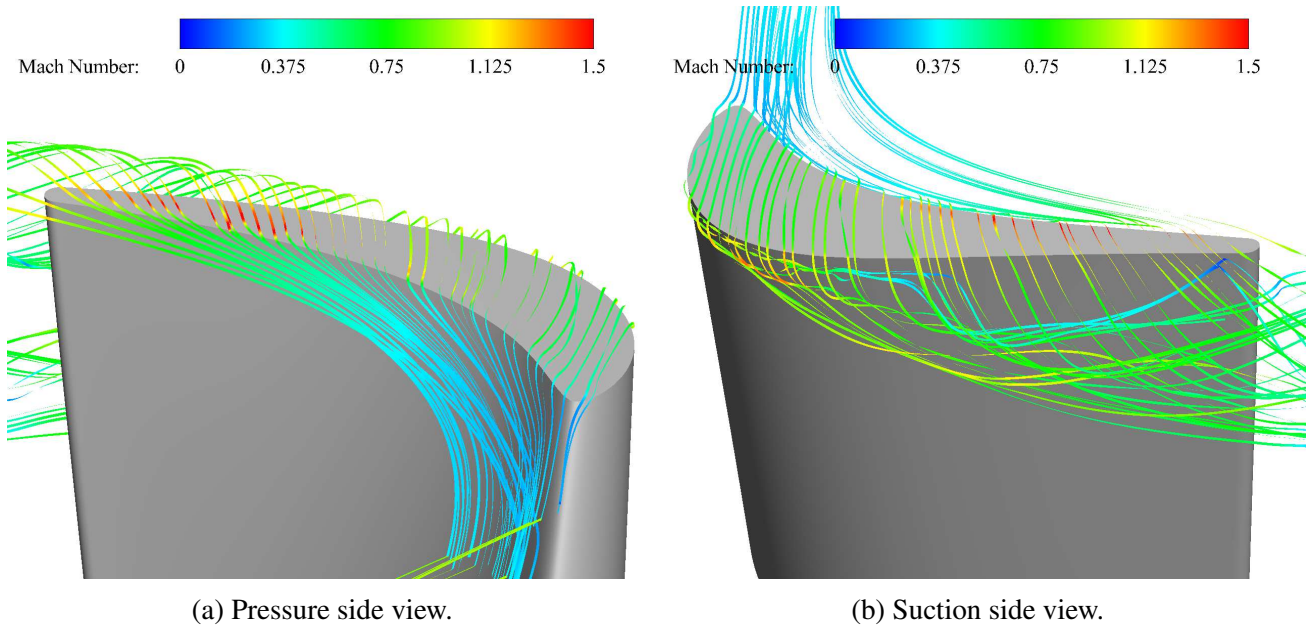 Mach Number: 0 0.375 0.75 1.125 1.5
Mach Number: 0 0.375 0.75 1.125 1.5
(a) Pressure side view.
(b) Suction side view.